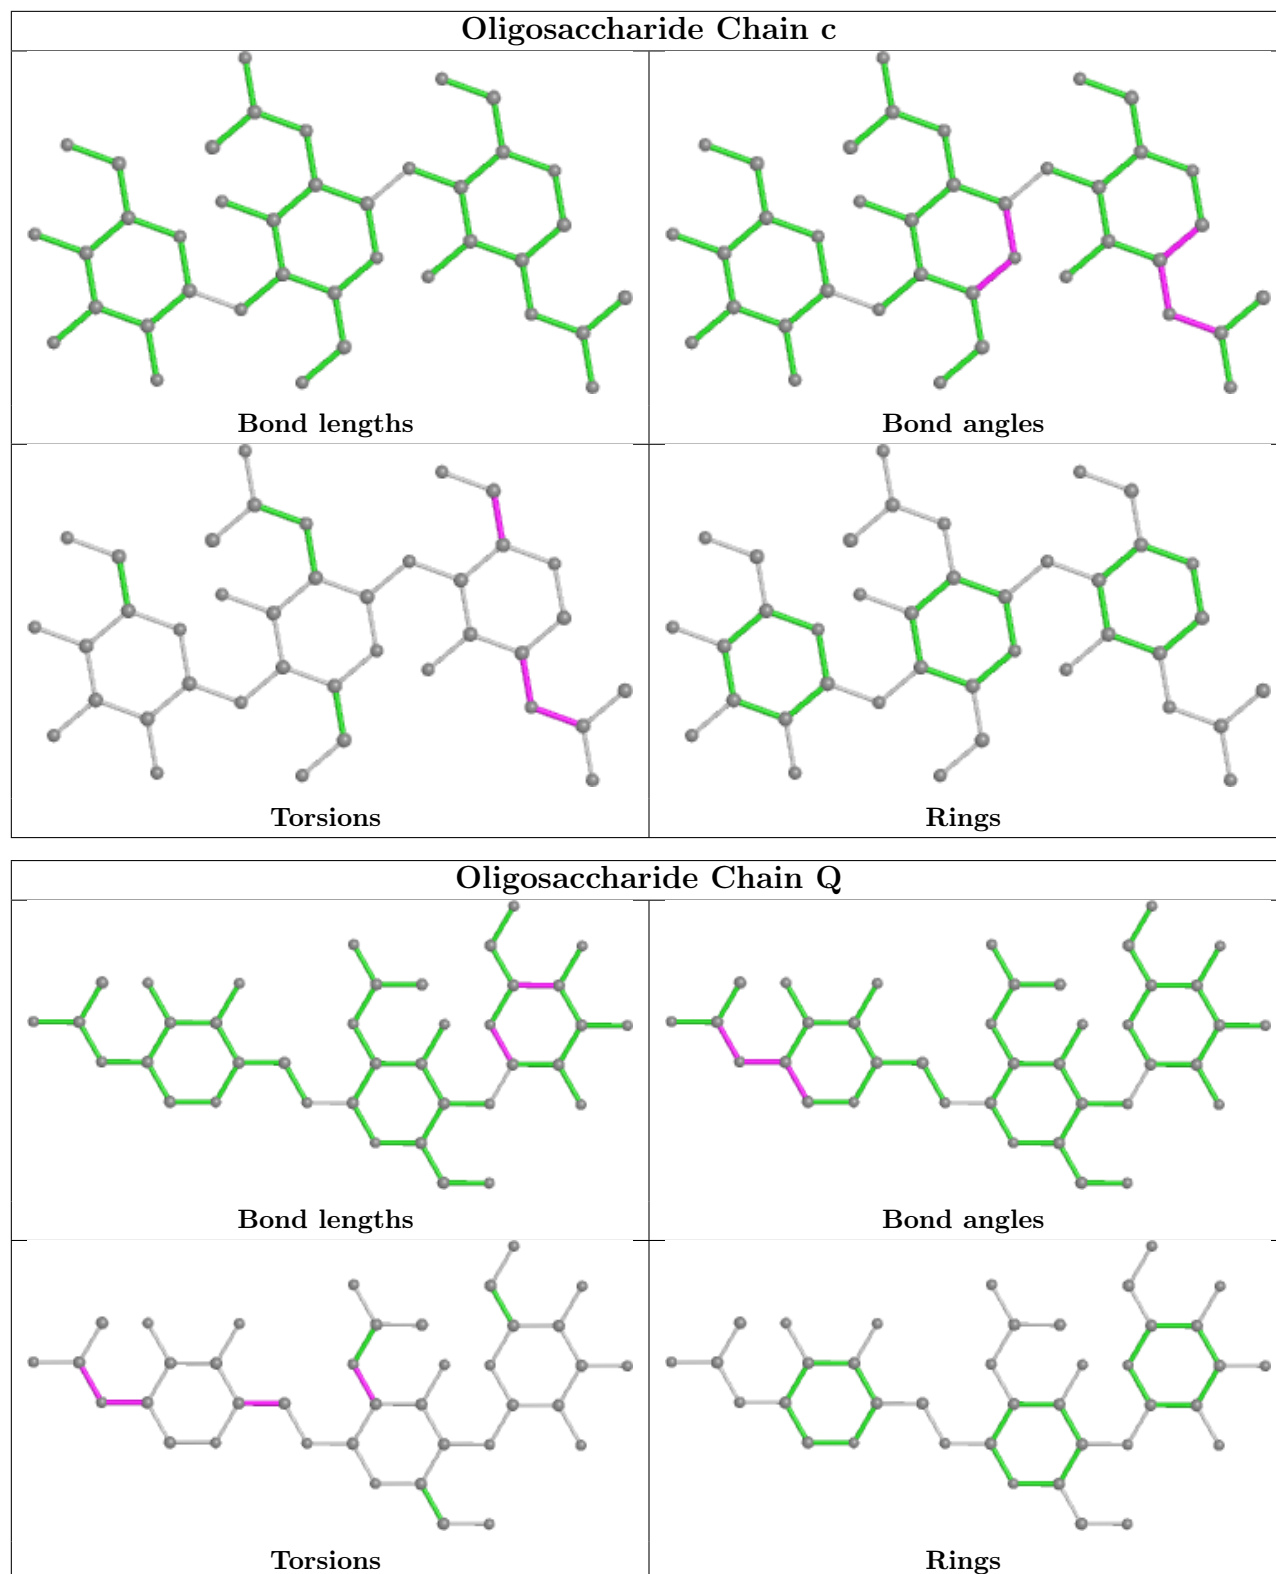 Oligosaccharide Chain c
Bond lengths
Bond angles
Torsions
Rings
Oligosaccharide Chain Q
Bond lengths
Bond angles
Torsions
Rings